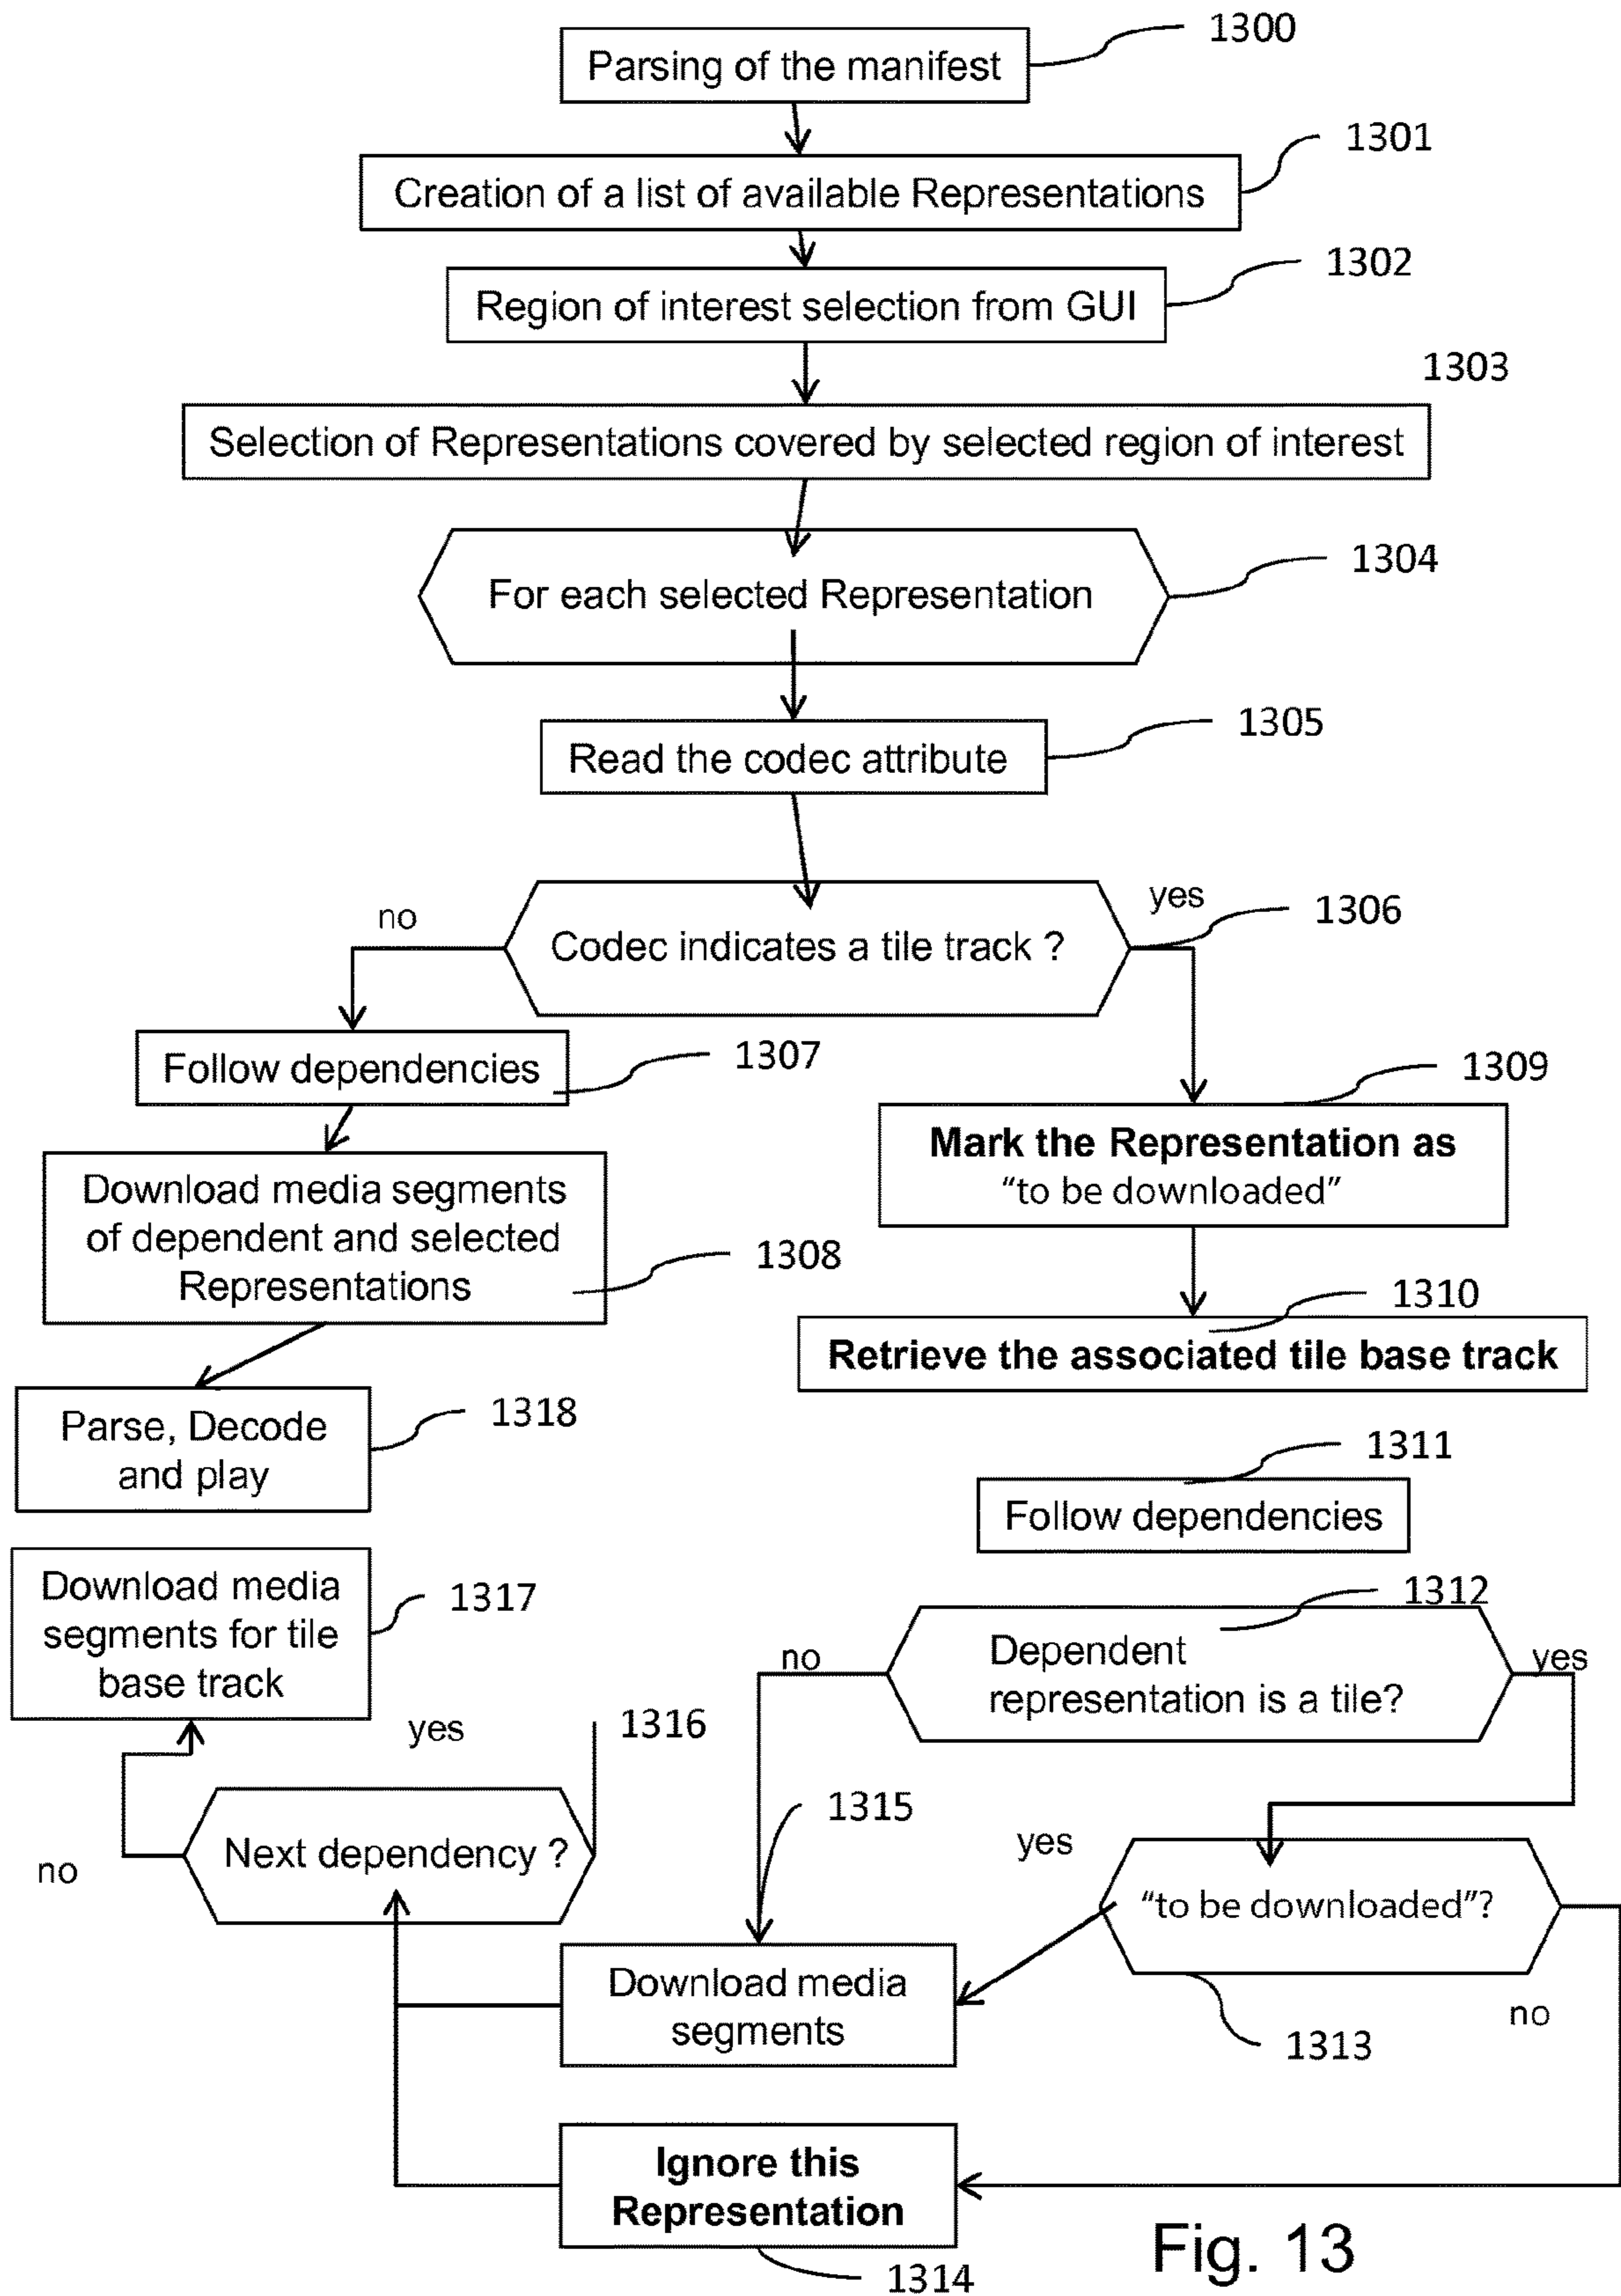 1300
Parsing of the manifest
1301
Creation of a list of available Representations
1302
Region of interest selection from GUI
1303
Selection of Representations covered by selected region of interest
1304
For each selected Representation
1305
Read the codec attribute
no
yes
1306
Codec indicates a tile track ?
1307
Follow dependencies
1309
Mark the Representation as
“to be downloaded”
Download media segments
of dependent and selected
Representations
1308
1310
Retrieve the associated tile base track
1318
Parse, Decode
and play
1311
Follow dependencies
Download media
segments for tile
base track
1317
1312
no
Dependent
representation is a tile?
yes
yes
1316
1315
Next dependency ?
no
yes
“to be downloaded”?
Download media
segments
no
1313
Ignore this
Representation
1314
Fig. 13